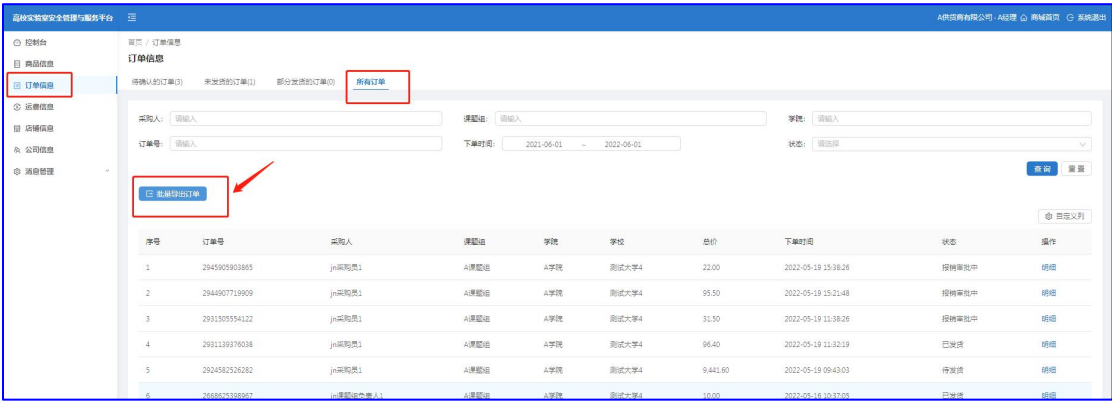 高校实验室安全管理与服务平台 A供货商有限公司 - A经理 商城首页 系统退出
控制台
商品信息
订单信息
运费信息
店铺信息
公司信息
消息管理
首页 / 订单信息
订单信息
待确认的订单(3) 未发货的订单(1) 部分发货的订单(0) 所有订单
采购人: 请输入 课题组: 请输入 学院: 请输入
订单号: 请输入 下单时间: 2021-06-01 ~ 2022-06-01 状态: 请选择
查询 重置
批量导出订单
自定义列
序号 订单号 采购人 课题组 学院 学校 总价 下单时间 状态 操作
1 2945905903865 jn采购员1 A课题组 A学院 测试大学4 22.00 2022-05-19 15:38:26 报销审批中 明细
2 2944907719909 jn采购员1 A课题组 A学院 测试大学4 95.50 2022-05-19 15:21:48 报销审批中 明细
3 2931505554122 jn采购员1 A课题组 A学院 测试大学4 31.50 2022-05-19 11:38:26 报销审批中 明细
4 2931139376038 jn采购员1 A课题组 A学院 测试大学4 96.40 2022-05-19 11:32:19 已发货 明细
5 2924582526282 jn采购员1 A课题组 A学院 测试大学4 9,441.60 2022-05-19 09:43:03 待发货 明细
6 2668625398967 jn课题组负责人1 A课题组 A学院 测试大学4 10.00 2022-05-16 10:37:05 已发货 明细